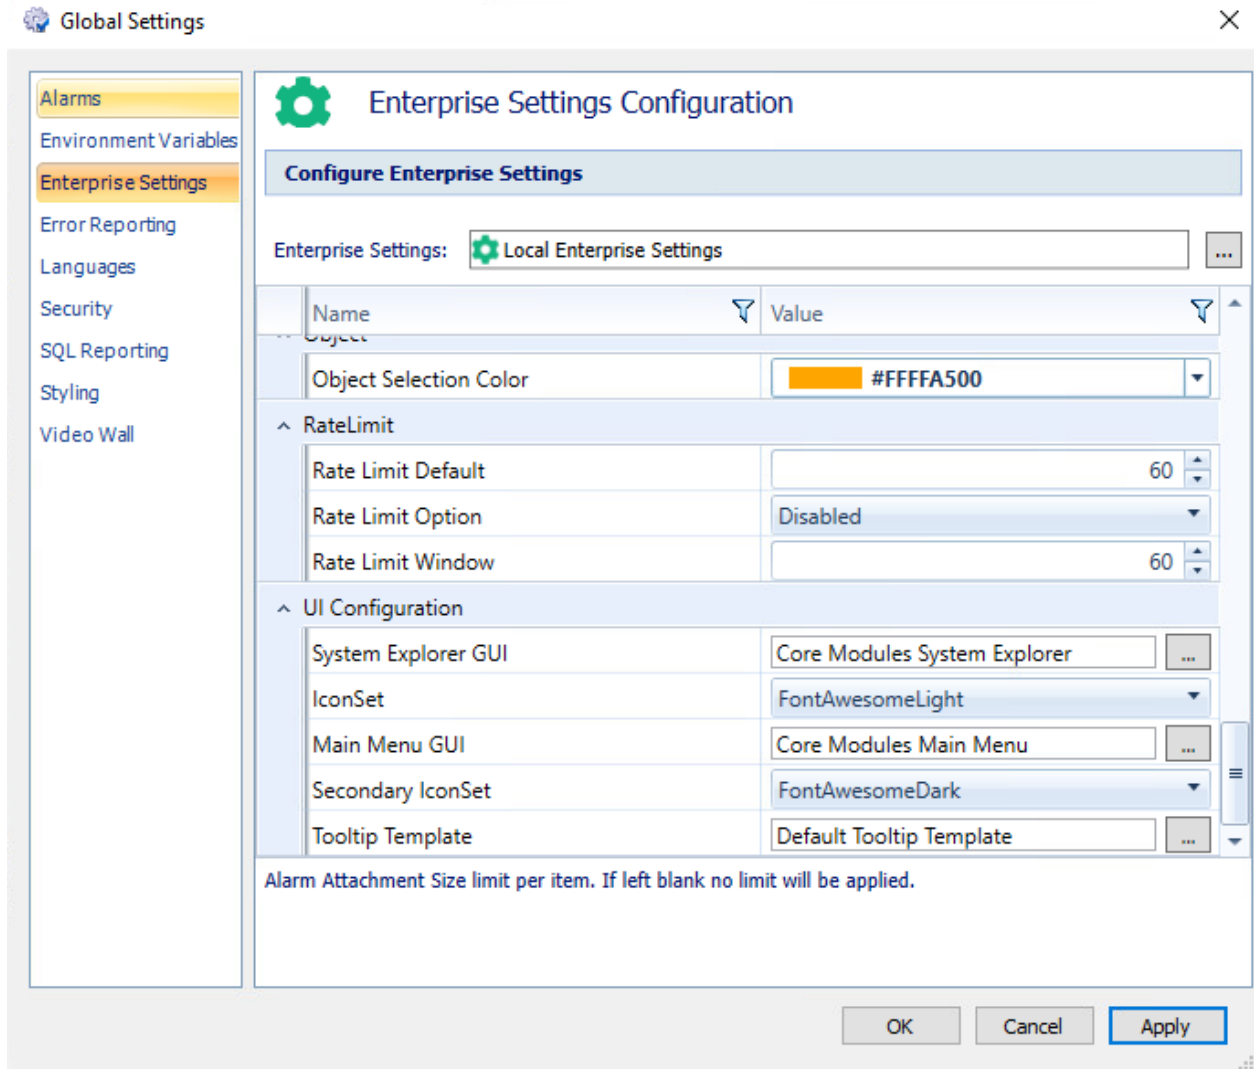 Global Settings
Alarms
Environment Variables
Enterprise Settings
Error Reporting
Languages
Security
SQL Reporting
Styling
Video Wall
Enterprise Settings Configuration
Configure Enterprise Settings
Enterprise Settings: Local Enterprise Settings ...
Name Value
Object
Object Selection Color #FFFFA500
RateLimit
Rate Limit Default 60
Rate Limit Option Disabled
Rate Limit Window 60
UI Configuration
System Explorer GUI Core Modules System Explorer ...
IconSet FontAwesomeLight
Main Menu GUI Core Modules Main Menu ...
Secondary IconSet FontAwesomeDark
Tooltip Template Default Tooltip Template ...
Alarm Attachment Size limit per item. If left blank no limit will be applied.
OK Cancel Apply